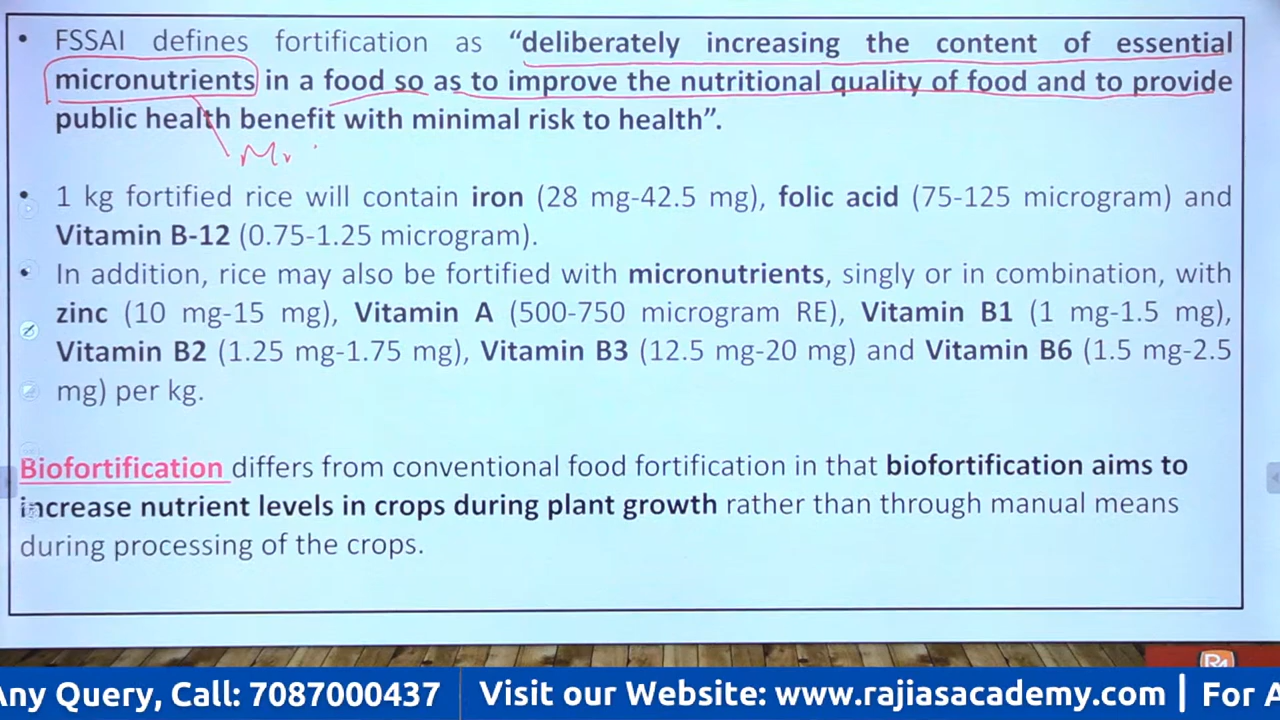 • FSSAI defines fortification as “deliberately increasing the content of essential
micronutrients in a food so as to improve the nutritional quality of food and to provide
public health benefit with minimal risk to health”.
• 1 kg fortified rice will contain iron (28 mg-42.5 mg), folic acid (75-125 microgram) and
Vitamin B-12 (0.75-1.25 microgram).
• In addition, rice may also be fortified with micronutrients, singly or in combination, with
zinc (10 mg-15 mg), Vitamin A (500-750 microgram RE), Vitamin B1 (1 mg-1.5 mg),
Vitamin B2 (1.25 mg-1.75 mg), Vitamin B3 (12.5 mg-20 mg) and Vitamin B6 (1.5 mg-2.5
mg) per kg.
Biofortification differs from conventional food fortification in that biofortification aims to
increase nutrient levels in crops during plant growth rather than through manual means
during processing of the crops.
Any Query, Call: 7087000437 | Visit our Website: www.rajiasacademy.com | For A